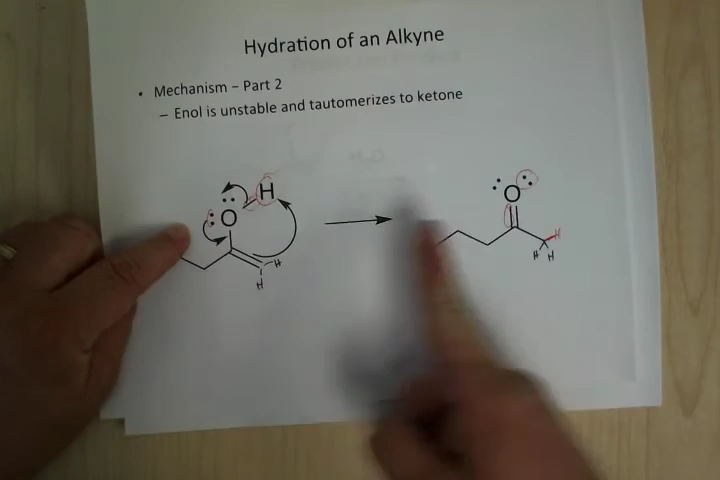 Hydration of an Alkyne
• Mechanism – Part 2
– Enol is unstable and tautomerizes to ketone
H
O
O
H
H
H
H
H